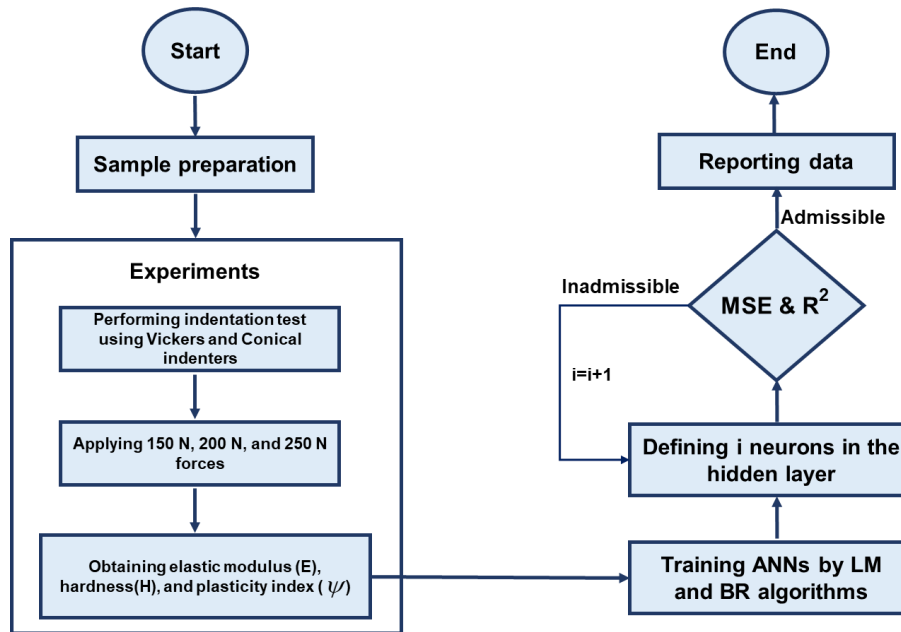 Start
Sample preparation
Experiments
Performing indentation test
using Vickers and Conical
indenters
Applying 150 N, 200 N, and 250 N
forces
Obtaining elastic modulus (E),
hardness(H), and plasticity index ( ψ)
Training ANNs by LM
and BR algorithms
Defining i neurons in the
hidden layer
i=i+1
Inadmissible
MSE & R²
Admissible
Reporting data
End